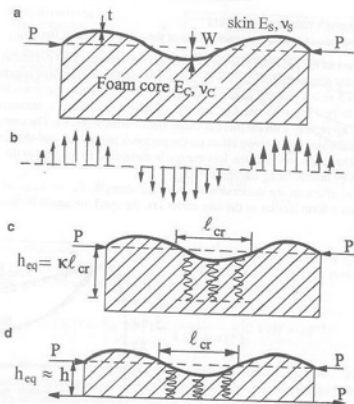 a
t
W
skin E_S, ν_S
P
P
Foam core E_C, ν_C
b
c
P
ℓ_cr
P
h_eq = κℓ_cr
d
P
ℓ_cr
P
h_eq ≈ h
P